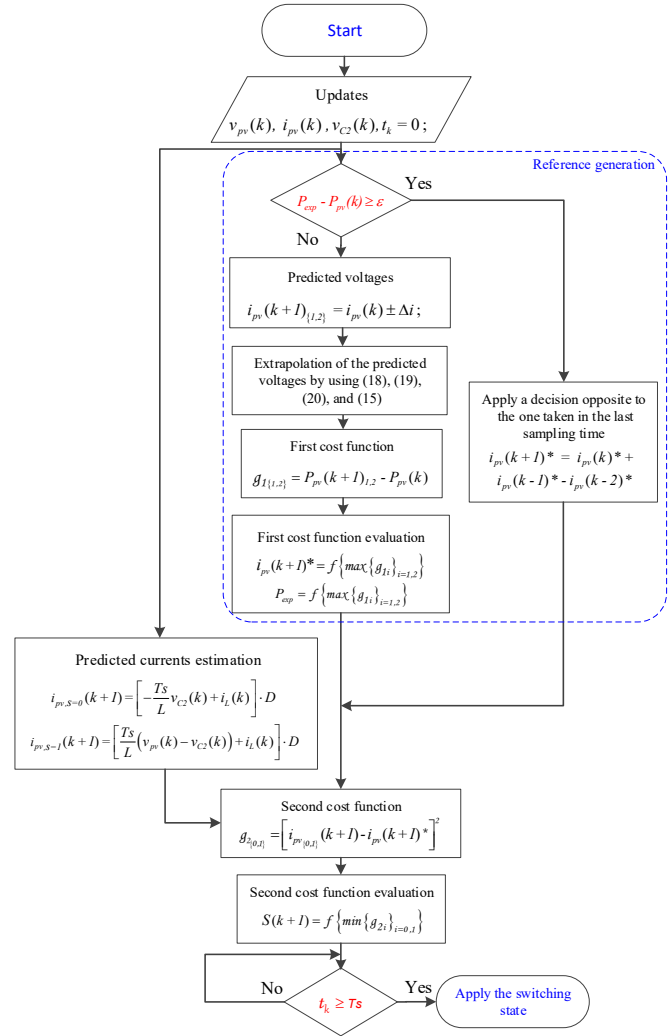 Start
Updates
v_pv(k), i_pv(k), v_C2(k), t_k = 0;
Reference generation
P_exp - P_pv(k) ≥ ε
Yes
No
Predicted voltages
i_pv(k+1)_{1,2} = i_pv(k) ± Δi;
Extrapolation of the predicted
voltages by using (18), (19),
(20), and (15)
First cost function
g_1{1,2} = P_pv(k+1)_1,2 - P_pv(k)
First cost function evaluation
i_pv(k+1)* = f{max{g_1i}_i=1,2}
P_exp = f{max{g_1i}_i=1,2}
Apply a decision opposite to
the one taken in the last
sampling time
i_pv(k+1)* = i_pv(k)* +
i_pv(k-1)* - i_pv(k-2)*
Predicted currents estimation
i_pv,S=0(k+1) = [-Ts/L v_C2(k) + i_L(k)]·D
i_pv,S=1(k+1) = [Ts/L (v_pv(k) - v_C2(k)) + i_L(k)]·D
Second cost function
g_2{0,1} = [i_pv{0,1}(k+1) - i_pv(k+1)*]²
Second cost function evaluation
S(k+1) = f{min{g_2i}_i=0,1}
No
t_k ≥ Ts
Yes
Apply the switching
state